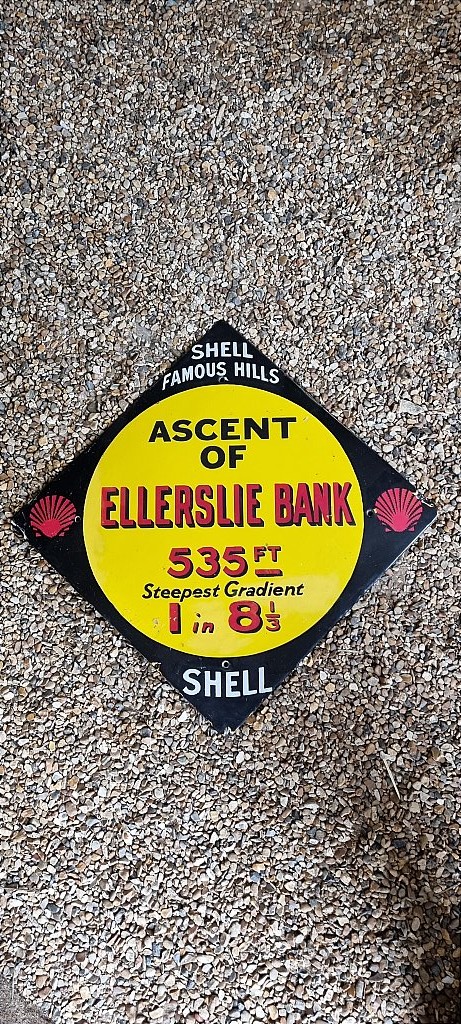 SHELL
FAMOUS HILLS
ASCENT
OF
ELLERSLIE BANK
535 FT
Steepest Gradient
1 in 8 1/3
SHELL